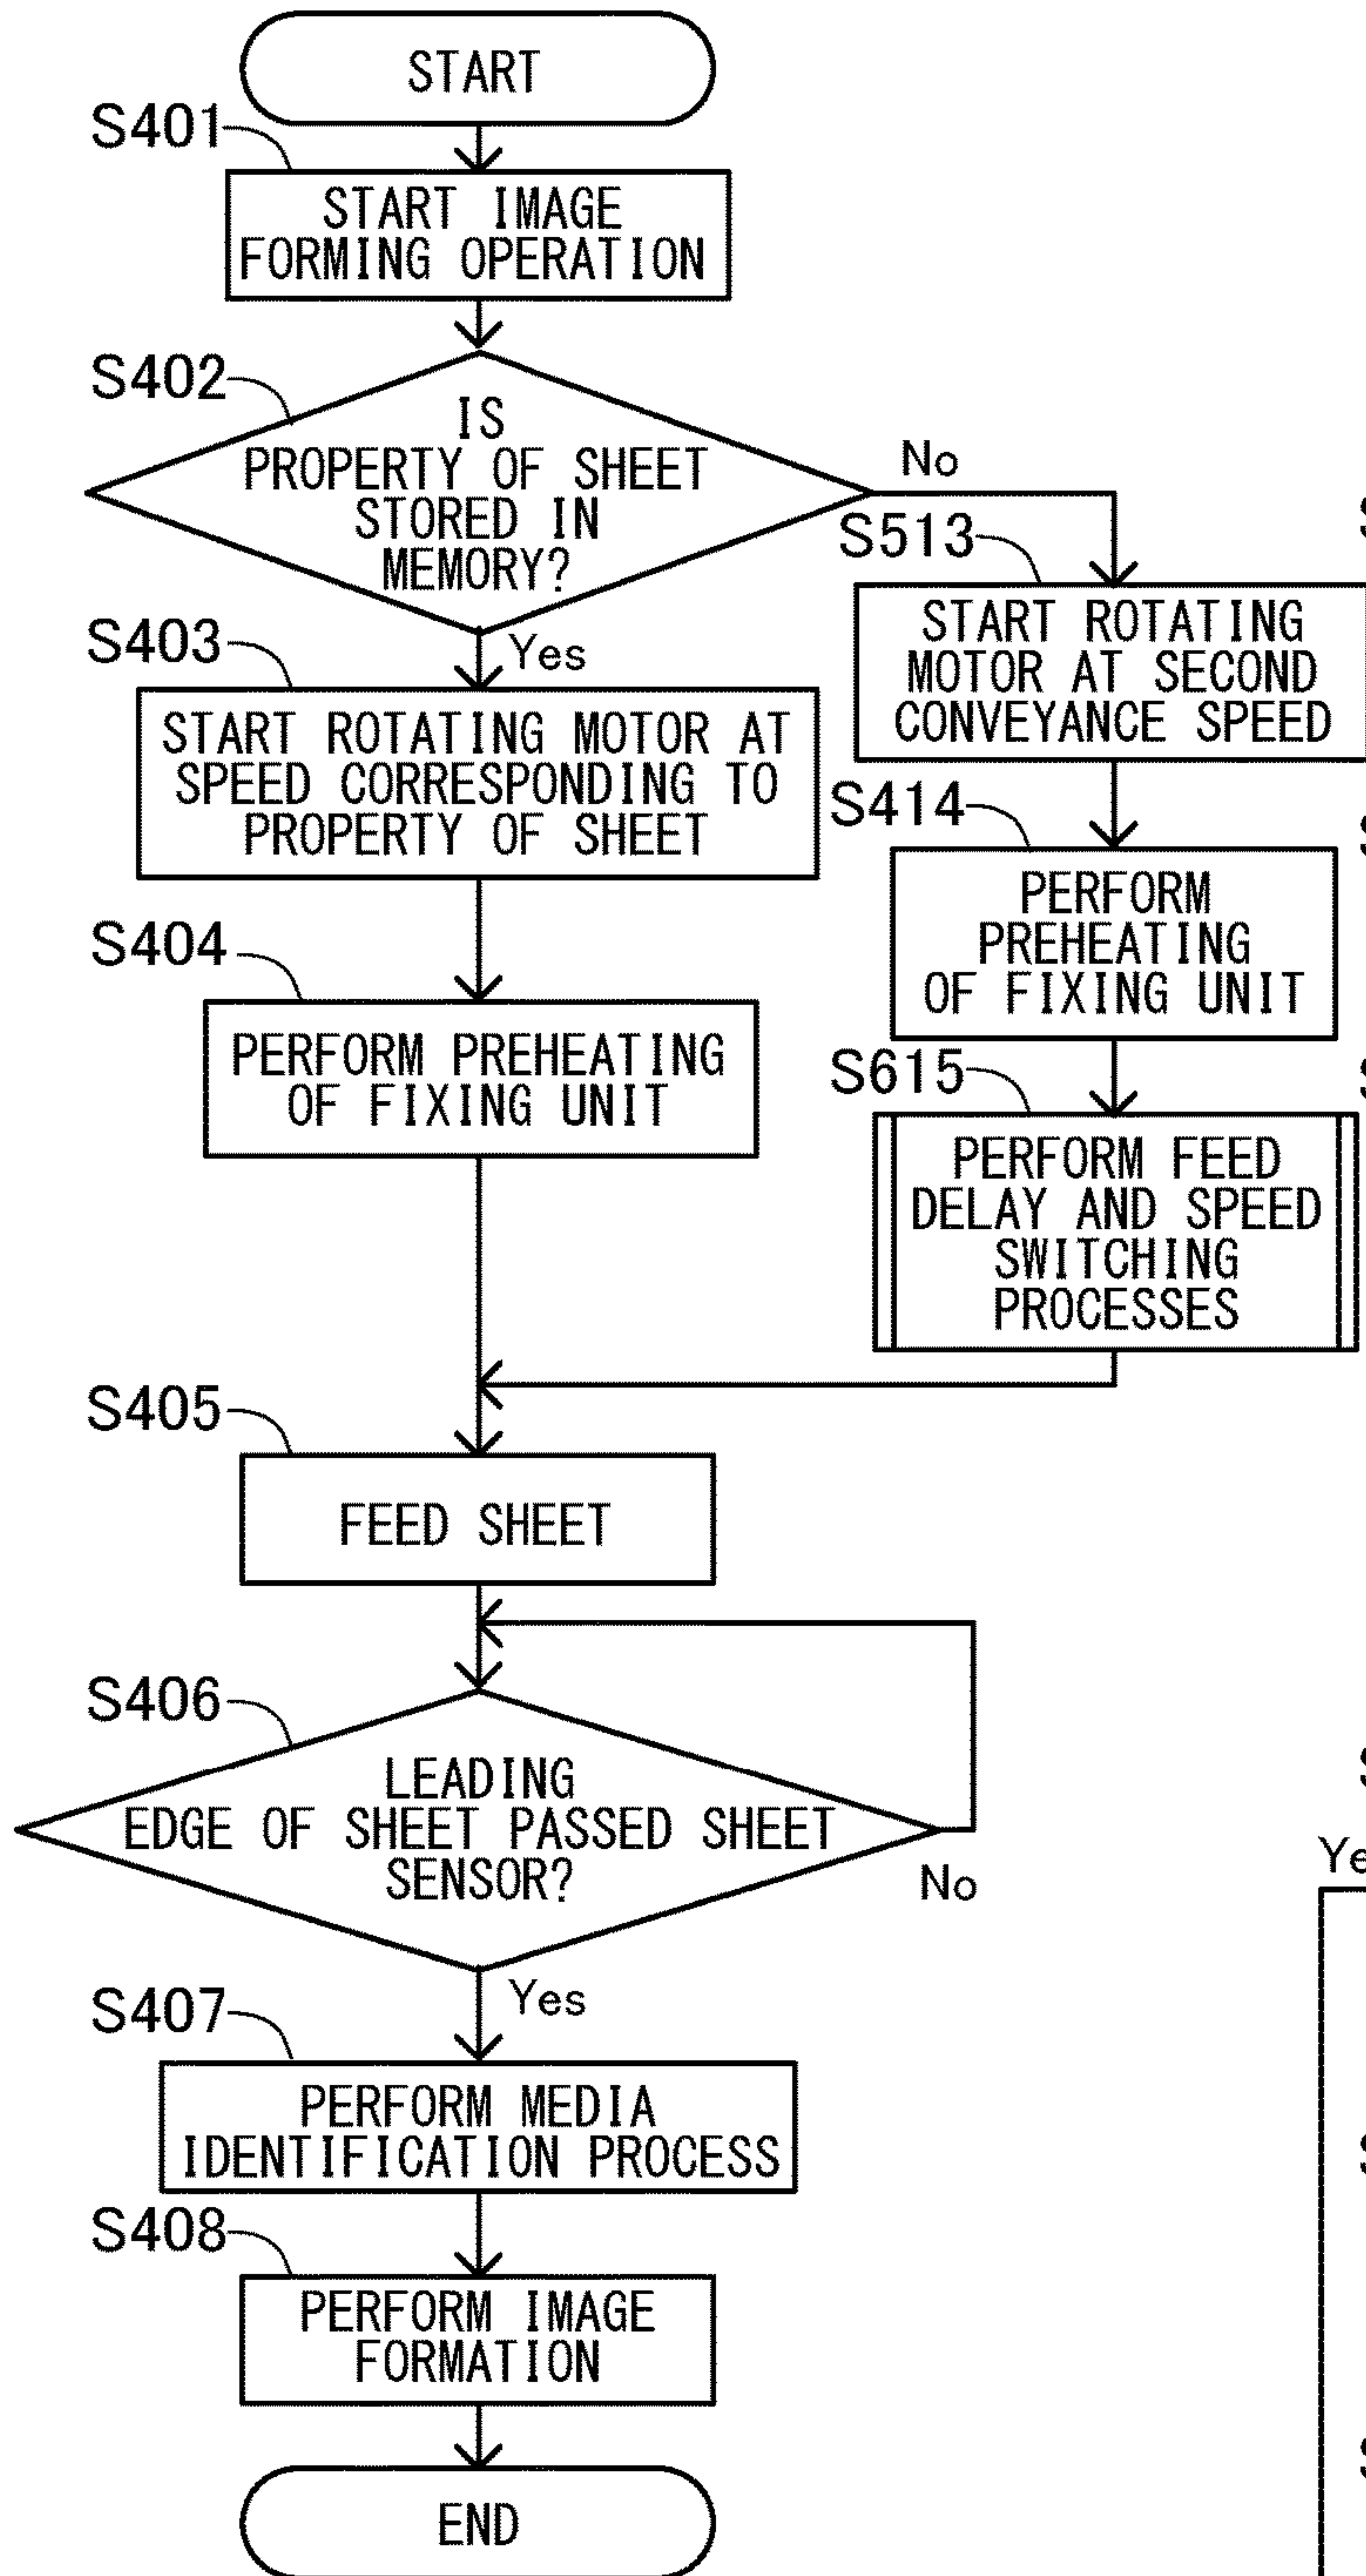 START
S401
START IMAGE
FORMING OPERATION
S402
IS
PROPERTY OF SHEET
STORED IN
MEMORY?
No
Yes
S403
START ROTATING MOTOR AT
SPEED CORRESPONDING TO
PROPERTY OF SHEET
S404
PERFORM PREHEATING
OF FIXING UNIT
S513
START ROTATING
MOTOR AT SECOND
CONVEYANCE SPEED
S414
PERFORM
PREHEATING
OF FIXING UNIT
S615
PERFORM FEED
DELAY AND SPEED
SWITCHING
PROCESSES
S405
FEED SHEET
S406
LEADING
EDGE OF SHEET PASSED SHEET
SENSOR?
No
Yes
S407
PERFORM MEDIA
IDENTIFICATION PROCESS
S408
PERFORM IMAGE
FORMATION
END